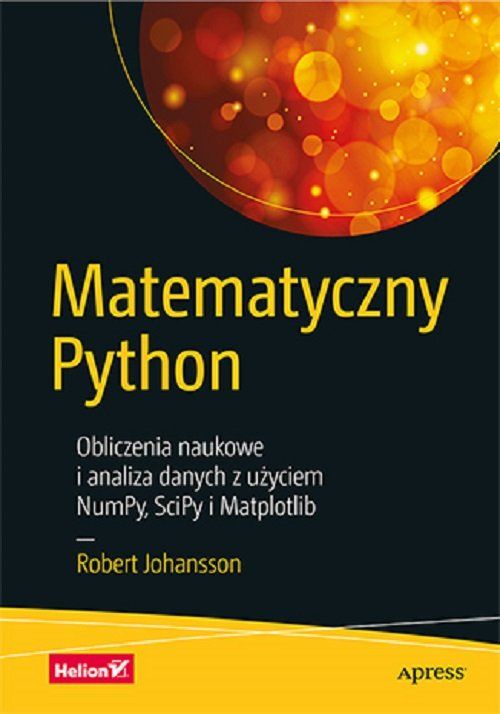 Matematyczny
Python
Obliczenia naukowe
i analiza danych z użyciem
NumPy, SciPy i Matplotlib
Robert Johansson
Helion
Apress®